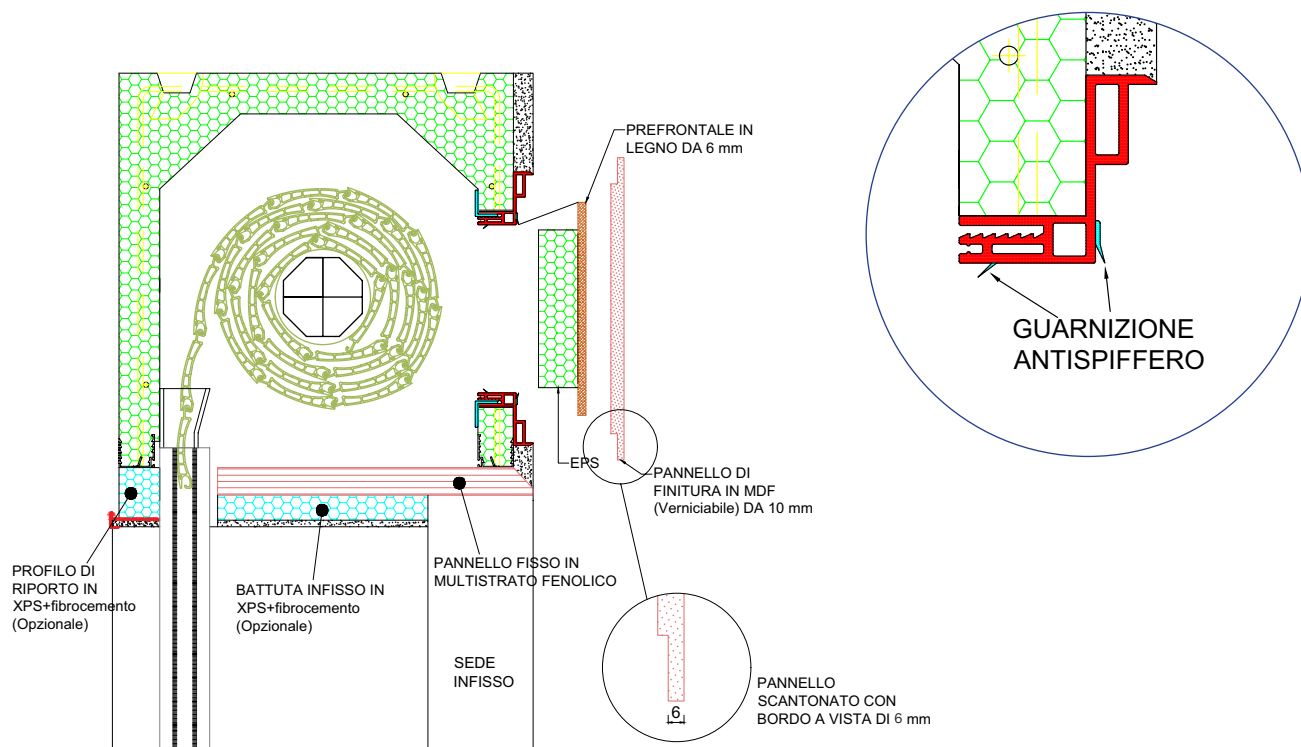 PREFRONTALE IN
LEGNO DA 6 mm
GUARNIZIONE
ANTISPIFFERO
EPS
PANNELLO DI
FINITURA IN MDF
(Verniciabile) DA 10 mm
PROFILO DI
RIPORTO IN
XPS+fibrocemento
(Opzionale)
BATTUTA INFISSO IN
XPS+fibrocemento
(Opzionale)
PANNELLO FISSO IN
MULTISTRATO FENOLICO
SEDE
INFISSO
6
PANNELLO
SCANTONATO CON
BORDO A VISTA DI 6 mm